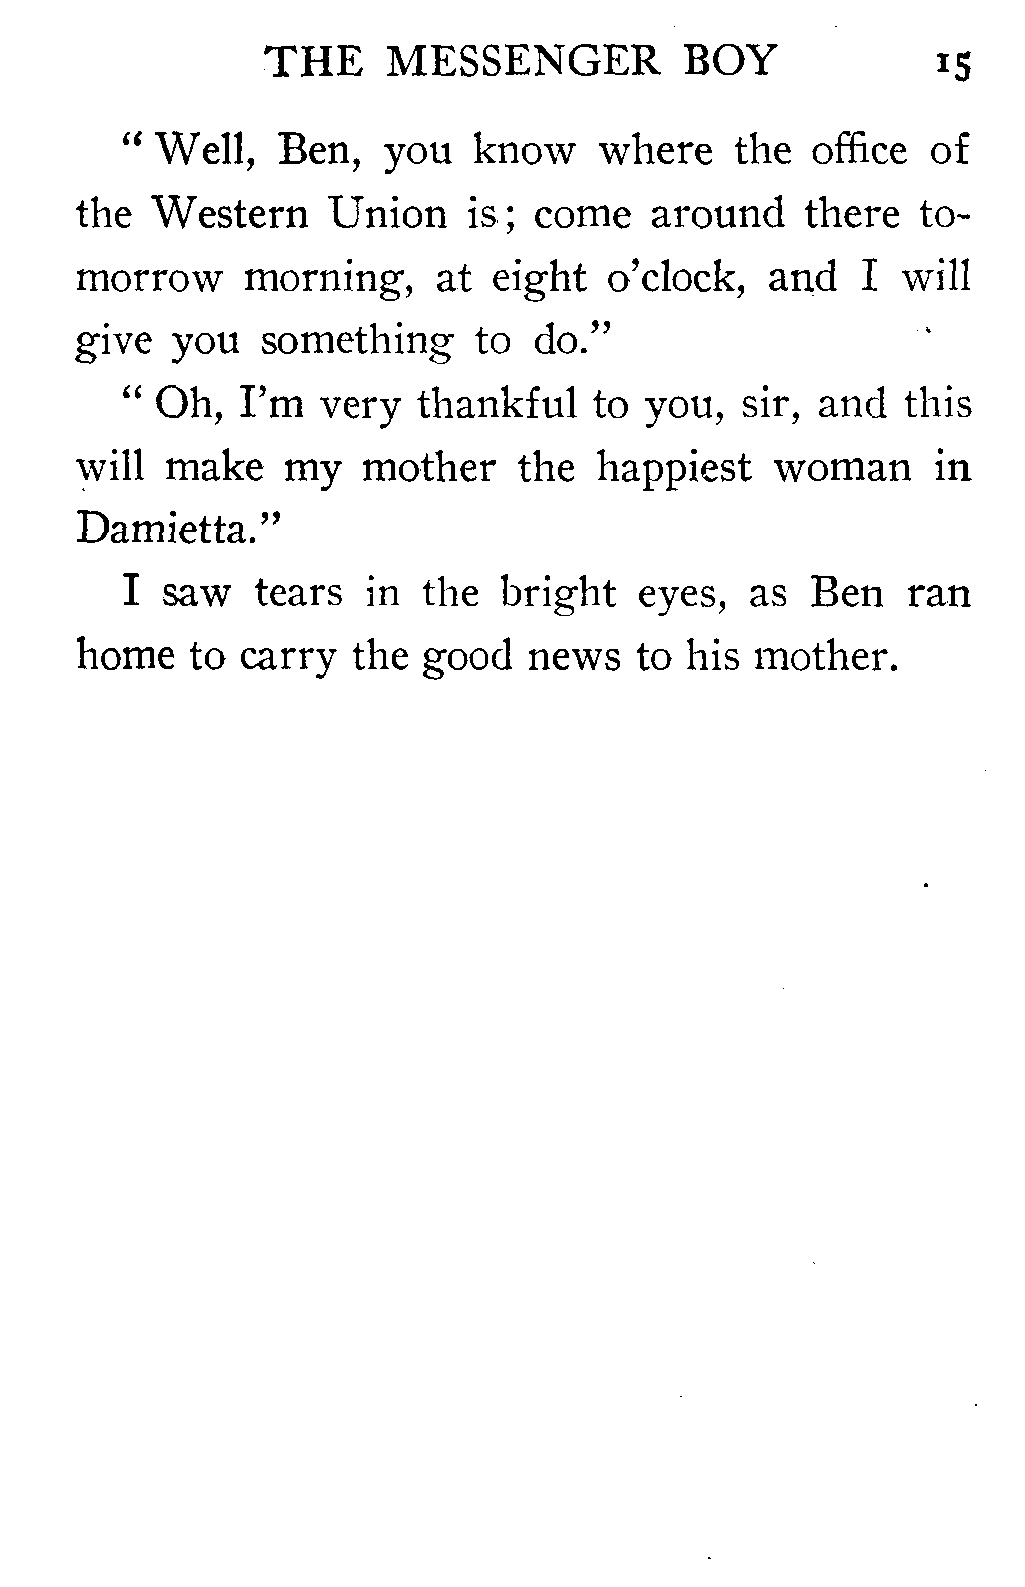 THE MESSENGER BOY 15
“ Well, Ben, you know where the office of
the Western Union is ; come around there to-
morrow morning, at eight o’clock, and I will
give you something to do.”
“ Oh, I’m very thankful to you, sir, and this
will make my mother the happiest woman in
Damietta.”
I saw tears in the bright eyes, as Ben ran
home to carry the good news to his mother.